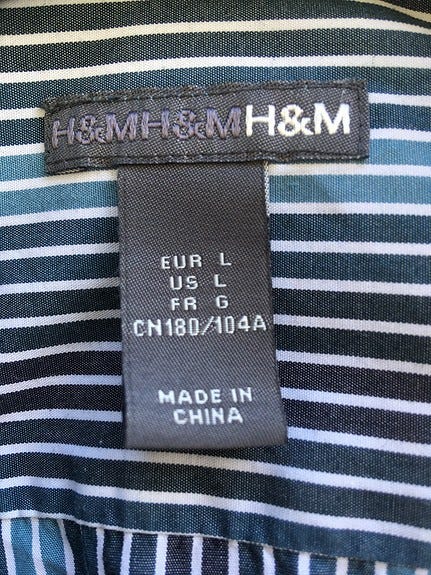 H&MH&MH&M
EUR L
US L
FR G
CN180/104A
MADE IN
CHINA